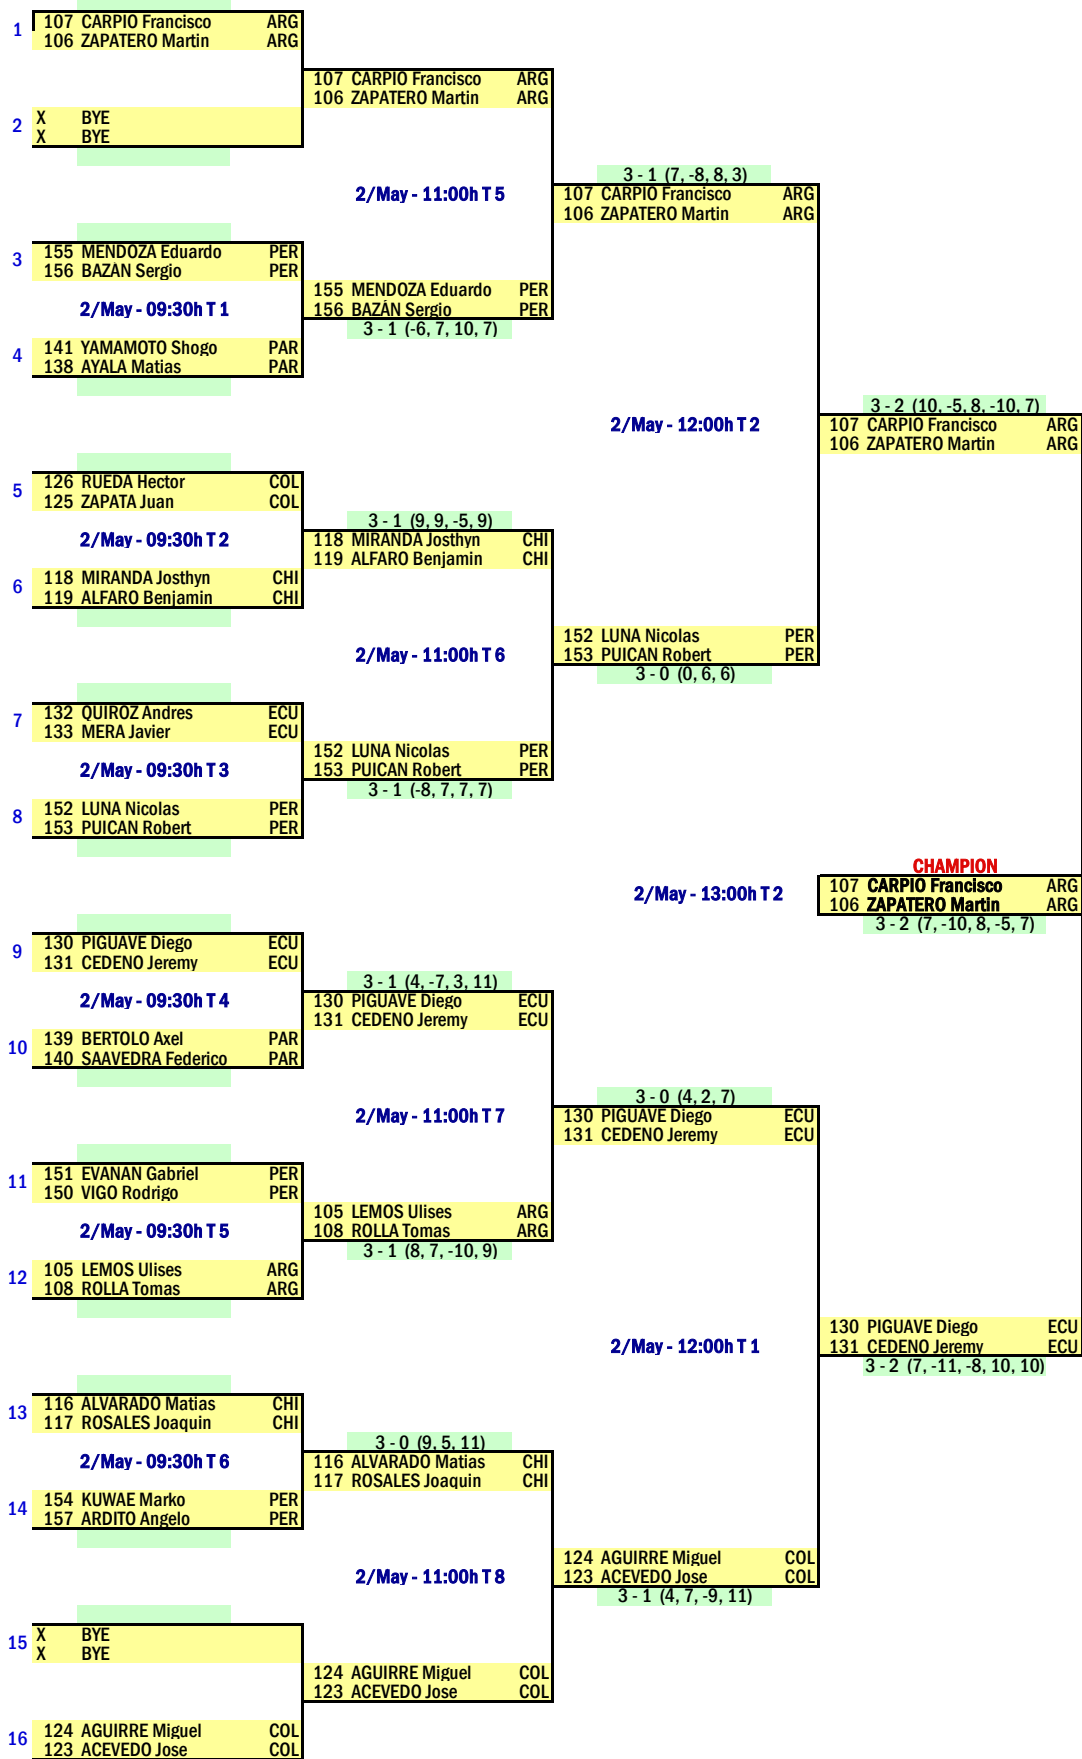 1 107 CARPIO Francisco ARG
106 ZAPATERO Martin ARG
107 CARPIO Francisco ARG
106 ZAPATERO Martin ARG
2 X BYE
X BYE
3 - 1 (7, -8, 8, 3)
2/May - 11:00h T 5
107 CARPIO Francisco ARG
106 ZAPATERO Martin ARG
3 155 MENDOZA Eduardo PER
156 BAZÁN Sergio PER
2/May - 09:30h T 1
155 MENDOZA Eduardo PER
156 BAZÁN Sergio PER
3 - 1 (-6, 7, 10, 7)
4 141 YAMAMOTO Shogo PAR
138 AYALA Matias PAR
3 - 2 (10, -5, 8, -10, 7)
2/May - 12:00h T 2
107 CARPIO Francisco ARG
106 ZAPATERO Martin ARG
5 126 RUEDA Hector COL
125 ZAPATA Juan COL
3 - 1 (9, 9, -5, 9)
2/May - 09:30h T 2
118 MIRANDA Josthyn CHI
119 ALFARO Benjamin CHI
6 118 MIRANDA Josthyn CHI
119 ALFARO Benjamin CHI
2/May - 11:00h T 6
152 LUNA Nicolas PER
153 PUICAN Robert PER
3 - 0 (0, 6, 6)
7 132 QUIROZ Andres ECU
133 MERA Javier ECU
2/May - 09:30h T 3
152 LUNA Nicolas PER
153 PUICAN Robert PER
3 - 1 (-8, 7, 7, 7)
8 152 LUNA Nicolas PER
153 PUICAN Robert PER
CHAMPION
2/May - 13:00h T 2
107 CARPIO Francisco ARG
106 ZAPATERO Martin ARG
3 - 2 (7, -10, 8, -5, 7)
9 130 PIGUAVE Diego ECU
131 CEDENO Jeremy ECU
3 - 1 (4, -7, 3, 11)
2/May - 09:30h T 4
130 PIGUAVE Diego ECU
131 CEDENO Jeremy ECU
10 139 BERTOLO Axel PAR
140 SAAVEDRA Federico PAR
3 - 0 (4, 2, 7)
2/May - 11:00h T 7
130 PIGUAVE Diego ECU
131 CEDENO Jeremy ECU
11 151 EVANAN Gabriel PER
150 VIGO Rodrigo PER
2/May - 09:30h T 5
105 LEMOS Ulises ARG
108 ROLLA Tomas ARG
3 - 1 (8, 7, -10, 9)
12 105 LEMOS Ulises ARG
108 ROLLA Tomas ARG
2/May - 12:00h T 1
130 PIGUAVE Diego ECU
131 CEDENO Jeremy ECU
3 - 2 (7, -11, -8, 10, 10)
13 116 ALVARADO Matias CHI
117 ROSALES Joaquin CHI
3 - 0 (9, 5, 11)
2/May - 09:30h T 6
116 ALVARADO Matias CHI
117 ROSALES Joaquin CHI
14 154 KUWAE Marko PER
157 ARDITO Angelo PER
2/May - 11:00h T 8
124 AGUIRRE Miguel COL
123 ACEVEDO Jose COL
3 - 1 (4, 7, -9, 11)
15 X BYE
X BYE
124 AGUIRRE Miguel COL
123 ACEVEDO Jose COL
16 124 AGUIRRE Miguel COL
123 ACEVEDO Jose COL